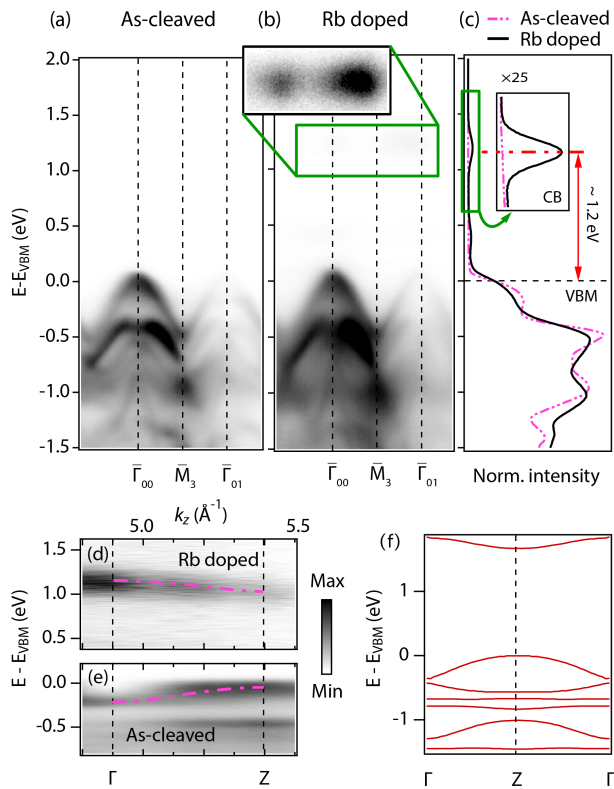 (a) As-cleaved
(b) Rb doped
(c) As-cleaved
Rb doped
2.0
1.5
1.0
0.5
0.0
-0.5
-1.0
-1.5
E-E_VBM (eV)
×25
CB
~ 1.2 eV
VBM
Γ̄₀₀ M̄₃ Γ̄₀₁
Γ̄₀₀ M̄₃ Γ̄₀₁
Norm. intensity
k_z (Å⁻¹)
5.0 5.5
(d) Rb doped
1.5
1.0
0.5
(e) As-cleaved
0.0
-0.5
E - E_VBM (eV)
Γ Z
Max
Min
(f)
1
0
-1
E - E_VBM (eV)
Γ Z Γ